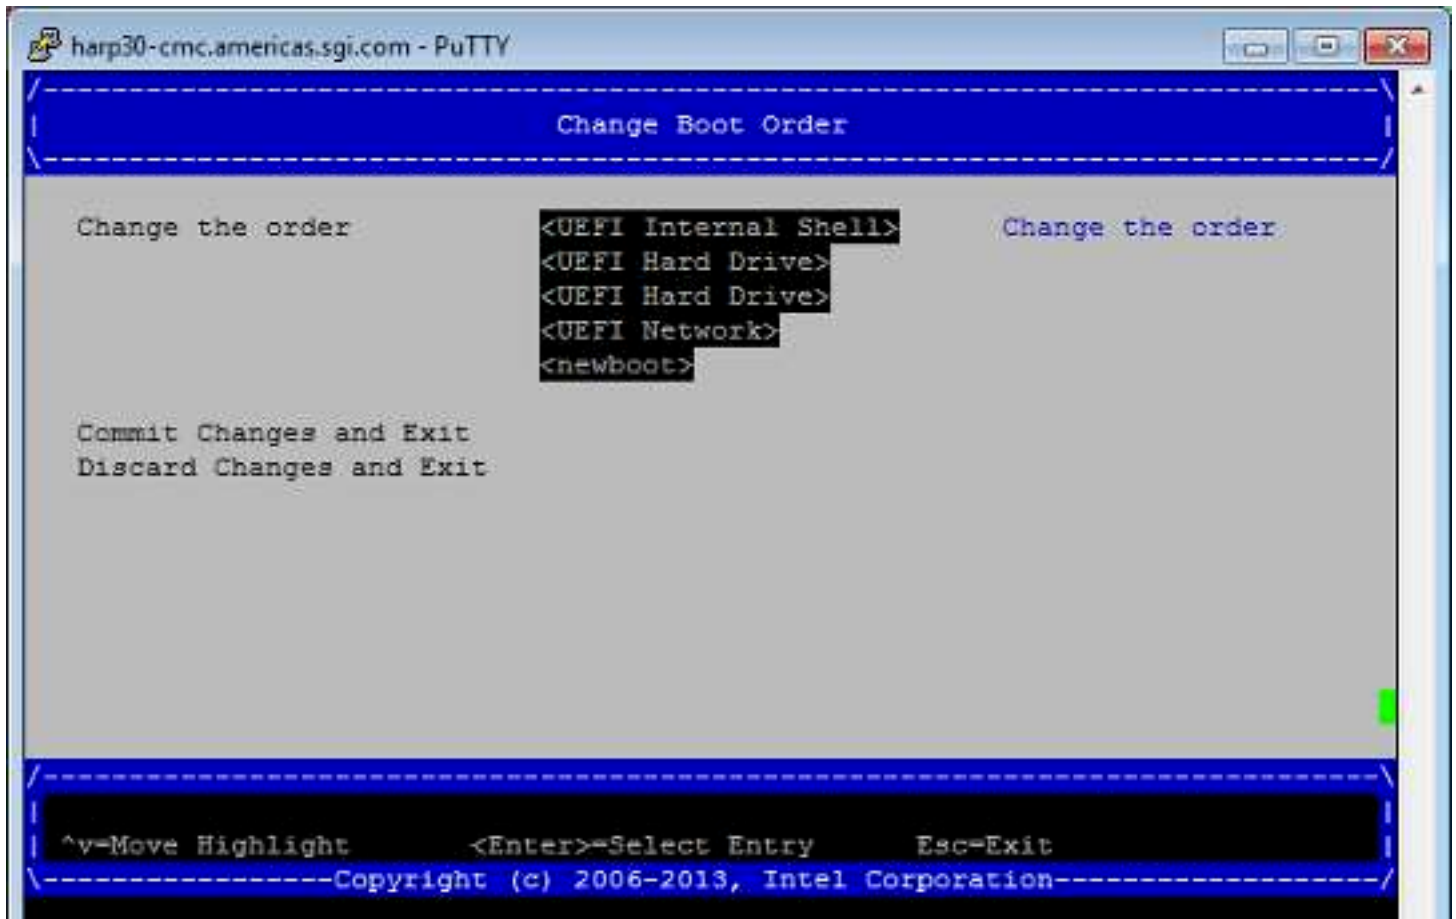 harp30-cmc.americas.sgi.com - PuTTY
/------------------------------------------------------------------------------\
| Change Boot Order |
\------------------------------------------------------------------------------/
Change the order <UEFI Internal Shell> Change the order
<UEFI Hard Drive>
<UEFI Hard Drive>
<UEFI Network>
<newboot>
Commit Changes and Exit
Discard Changes and Exit
/------------------------------------------------------------------------------\
| |
| ^v=Move Highlight <Enter>=Select Entry Esc=Exit |
\-----------------Copyright (c) 2006-2013, Intel Corporation-------------------/